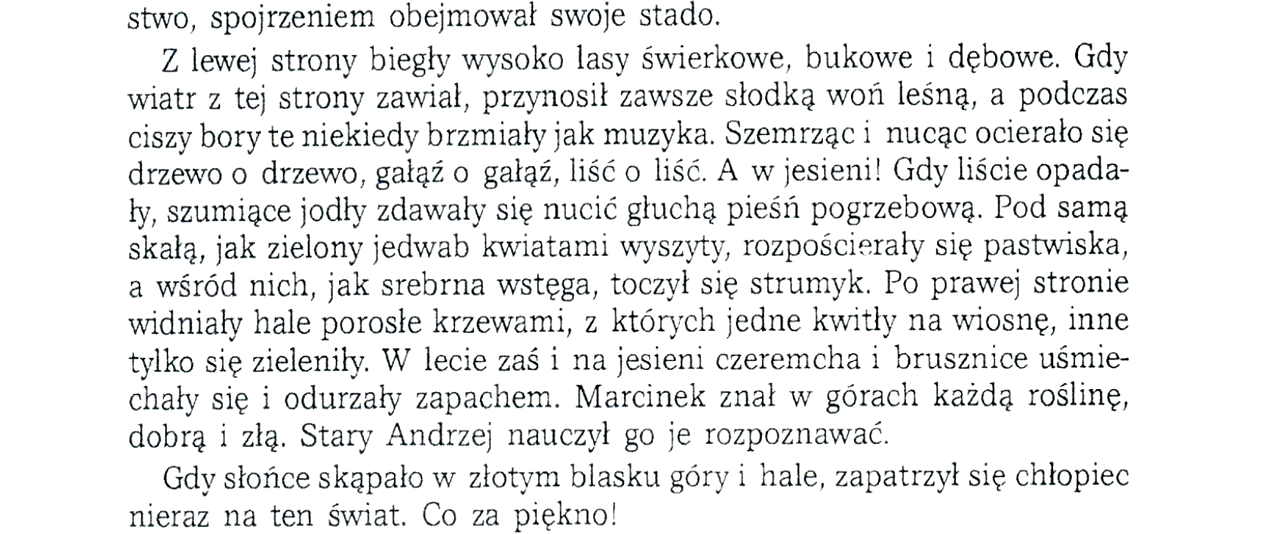 stwo, spojrzeniem obejmował swoje stado.
Z lewej strony biegły wysoko lasy świerkowe, bukowe i dębowe. Gdy
wiatr z tej strony zawiał, przynosił zawsze słodką woń leśną, a podczas
ciszy bory te niekiedy brzmiały jak muzyka. Szemrząc i nucąc ocierało się
drzewo o drzewo, gałąź o gałąź, liść o liść. A w jesieni! Gdy liście opada-
ły, szumiące jodły zdawały się nucić głuchą pieśń pogrzebową. Pod samą
skałą, jak zielony jedwab kwiatami wyszyty, rozpościerały się pastwiska,
a wśród nich, jak srebrna wstęga, toczył się strumyk. Po prawej stronie
widniały hale porosłe krzewami, z których jedne kwitły na wiosnę, inne
tylko się zieleniły. W lecie zaś i na jesieni czeremcha i brusznice uśmie-
chały się i odurzały zapachem. Marcinek znał w górach każdą roślinę,
dobrą i złą. Stary Andrzej nauczył go je rozpoznawać.
Gdy słońce skąpało w złotym blasku góry i hale, zapatrzył się chłopiec
nieraz na ten świat. Co za piękno!